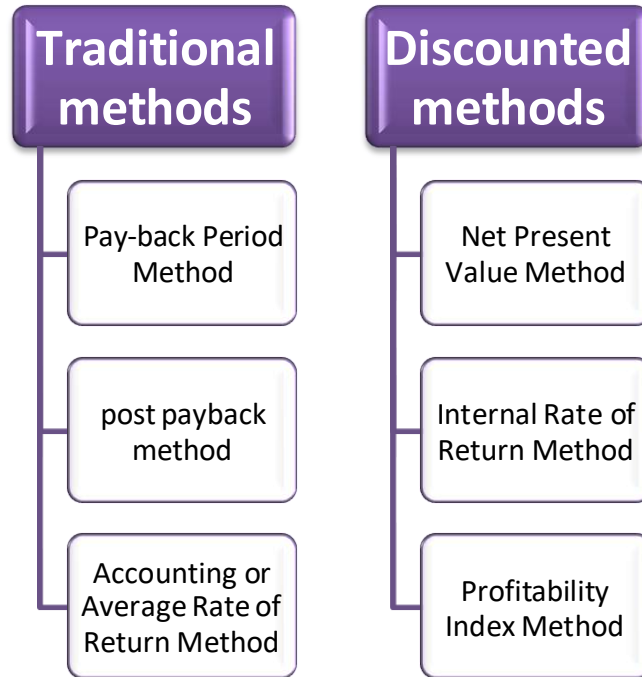 Traditional
methods
Pay-back Period
Method
post payback
method
Accounting or
Average Rate of
Return Method
Discounted
methods
Net Present
Value Method
Internal Rate of
Return Method
Profitability
Index Method